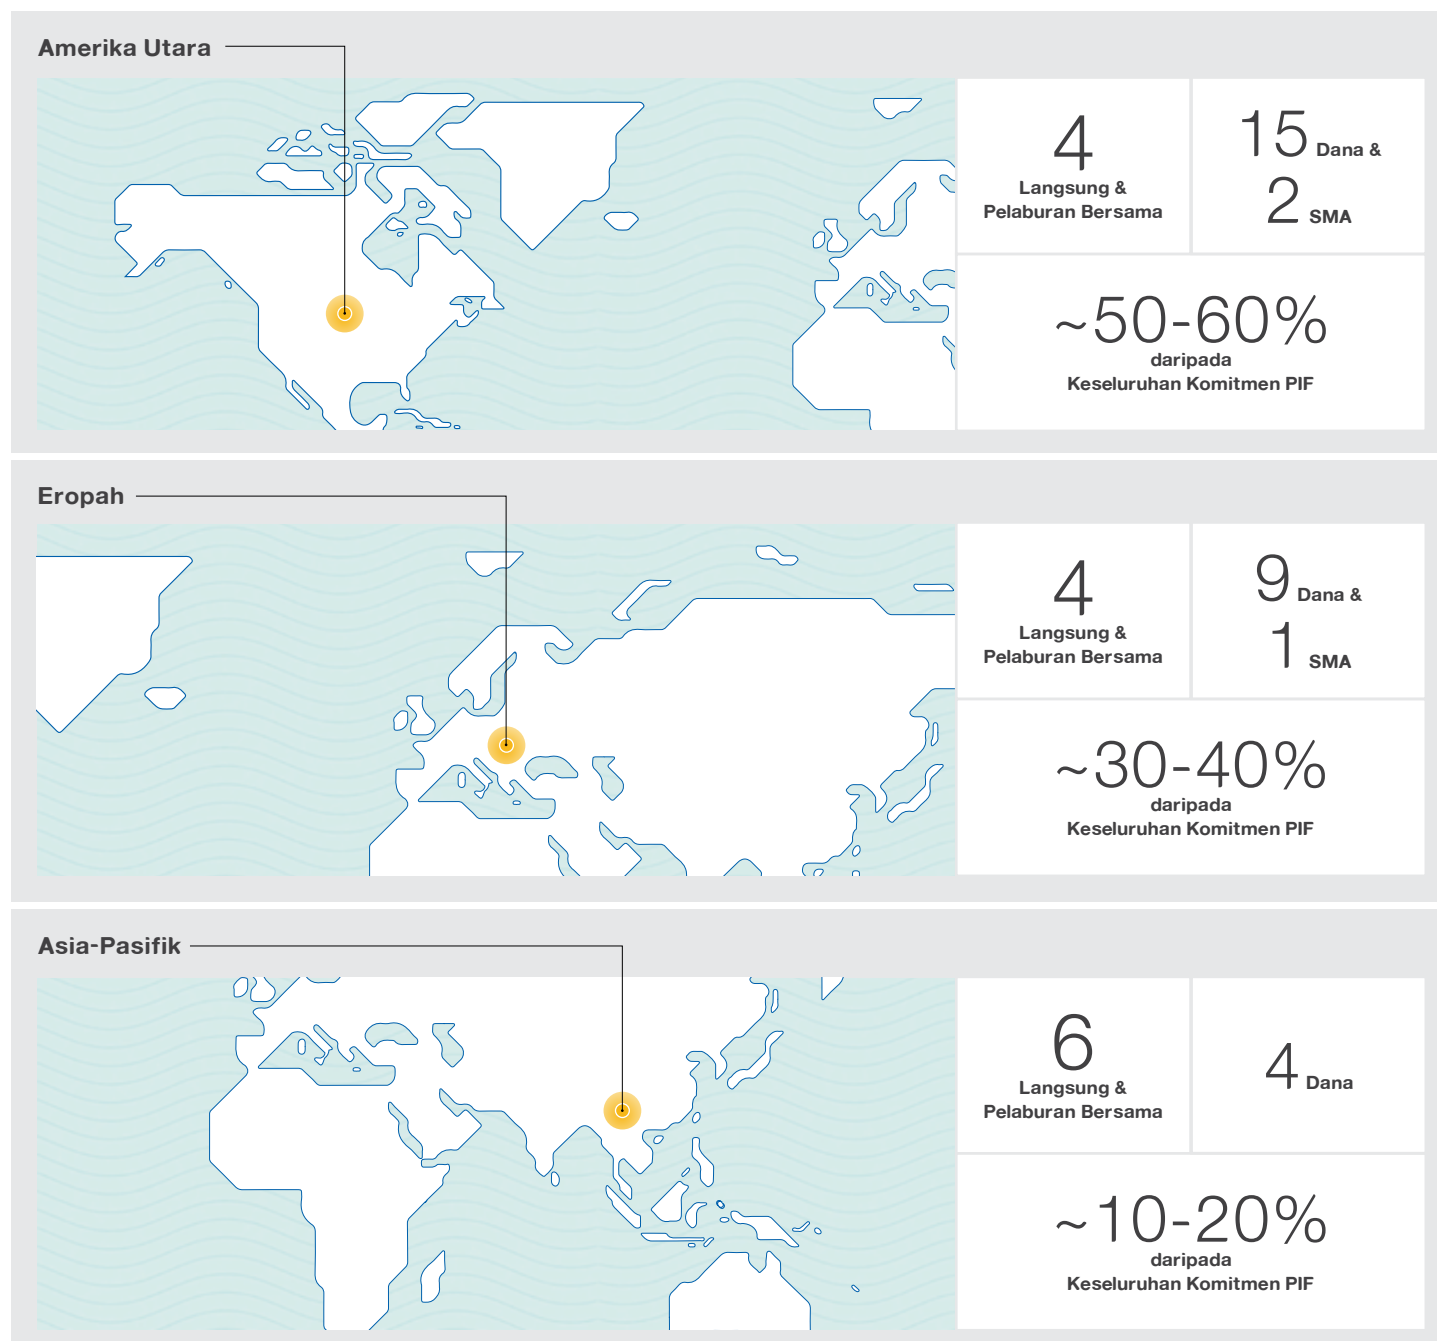 Amerika Utara
4
Langsung &
Pelaburan Bersama
15 Dana &
2 SMA
~50-60%
daripada
Keseluruhan Komitmen PIF
Eropah
4
Langsung &
Pelaburan Bersama
9 Dana &
1 SMA
~30-40%
daripada
Keseluruhan Komitmen PIF
Asia-Pasifik
6
Langsung &
Pelaburan Bersama
4 Dana
~10-20%
daripada
Keseluruhan Komitmen PIF